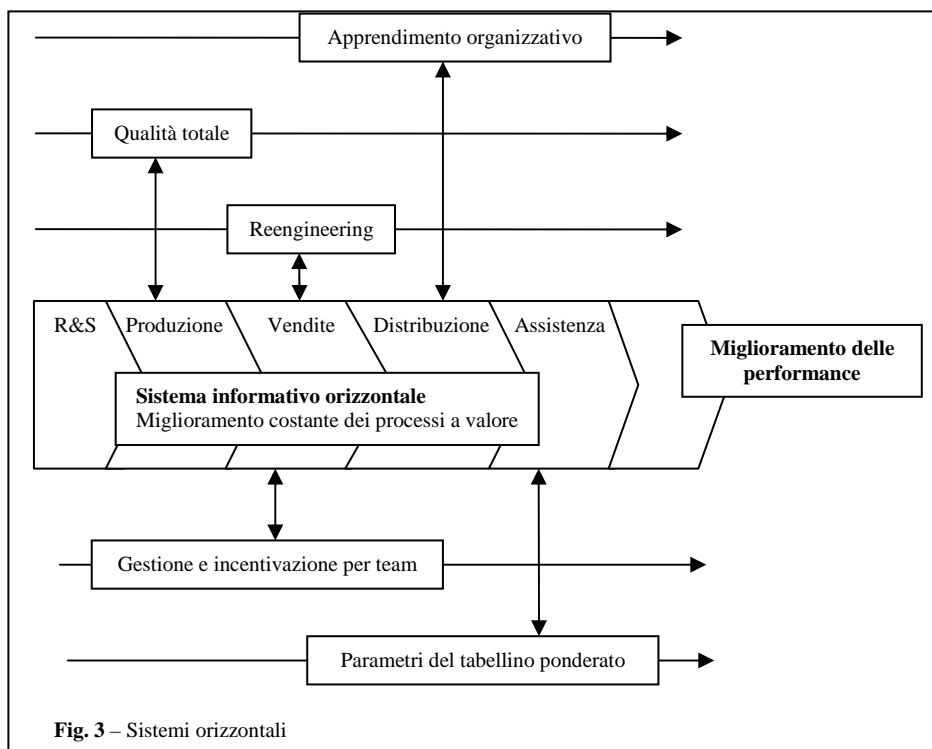 Apprendimento organizzativo
Qualità totale
Reengineering
R&S
Produzione
Vendite
Distribuzione
Assistenza
Miglioramento delle
performance
Sistema informativo orizzontale
Miglioramento costante dei processi a valore
Gestione e incentivazione per team
Parametri del tabellino ponderato
Fig. 3 – Sistemi orizzontali